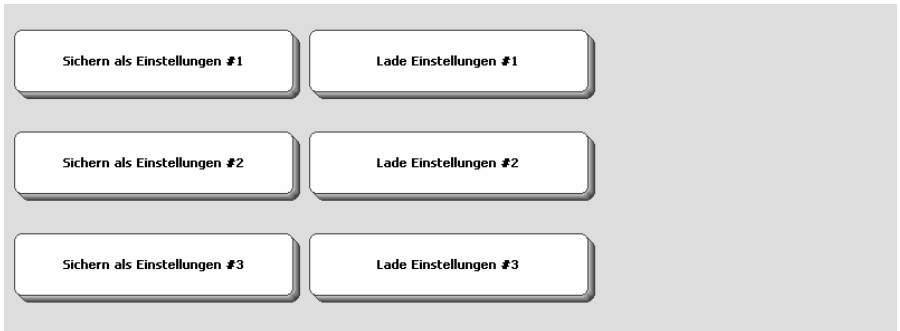 Sichern als Einstellungen #1
Lade Einstellungen #1
Sichern als Einstellungen #2
Lade Einstellungen #2
Sichern als Einstellungen #3
Lade Einstellungen #3